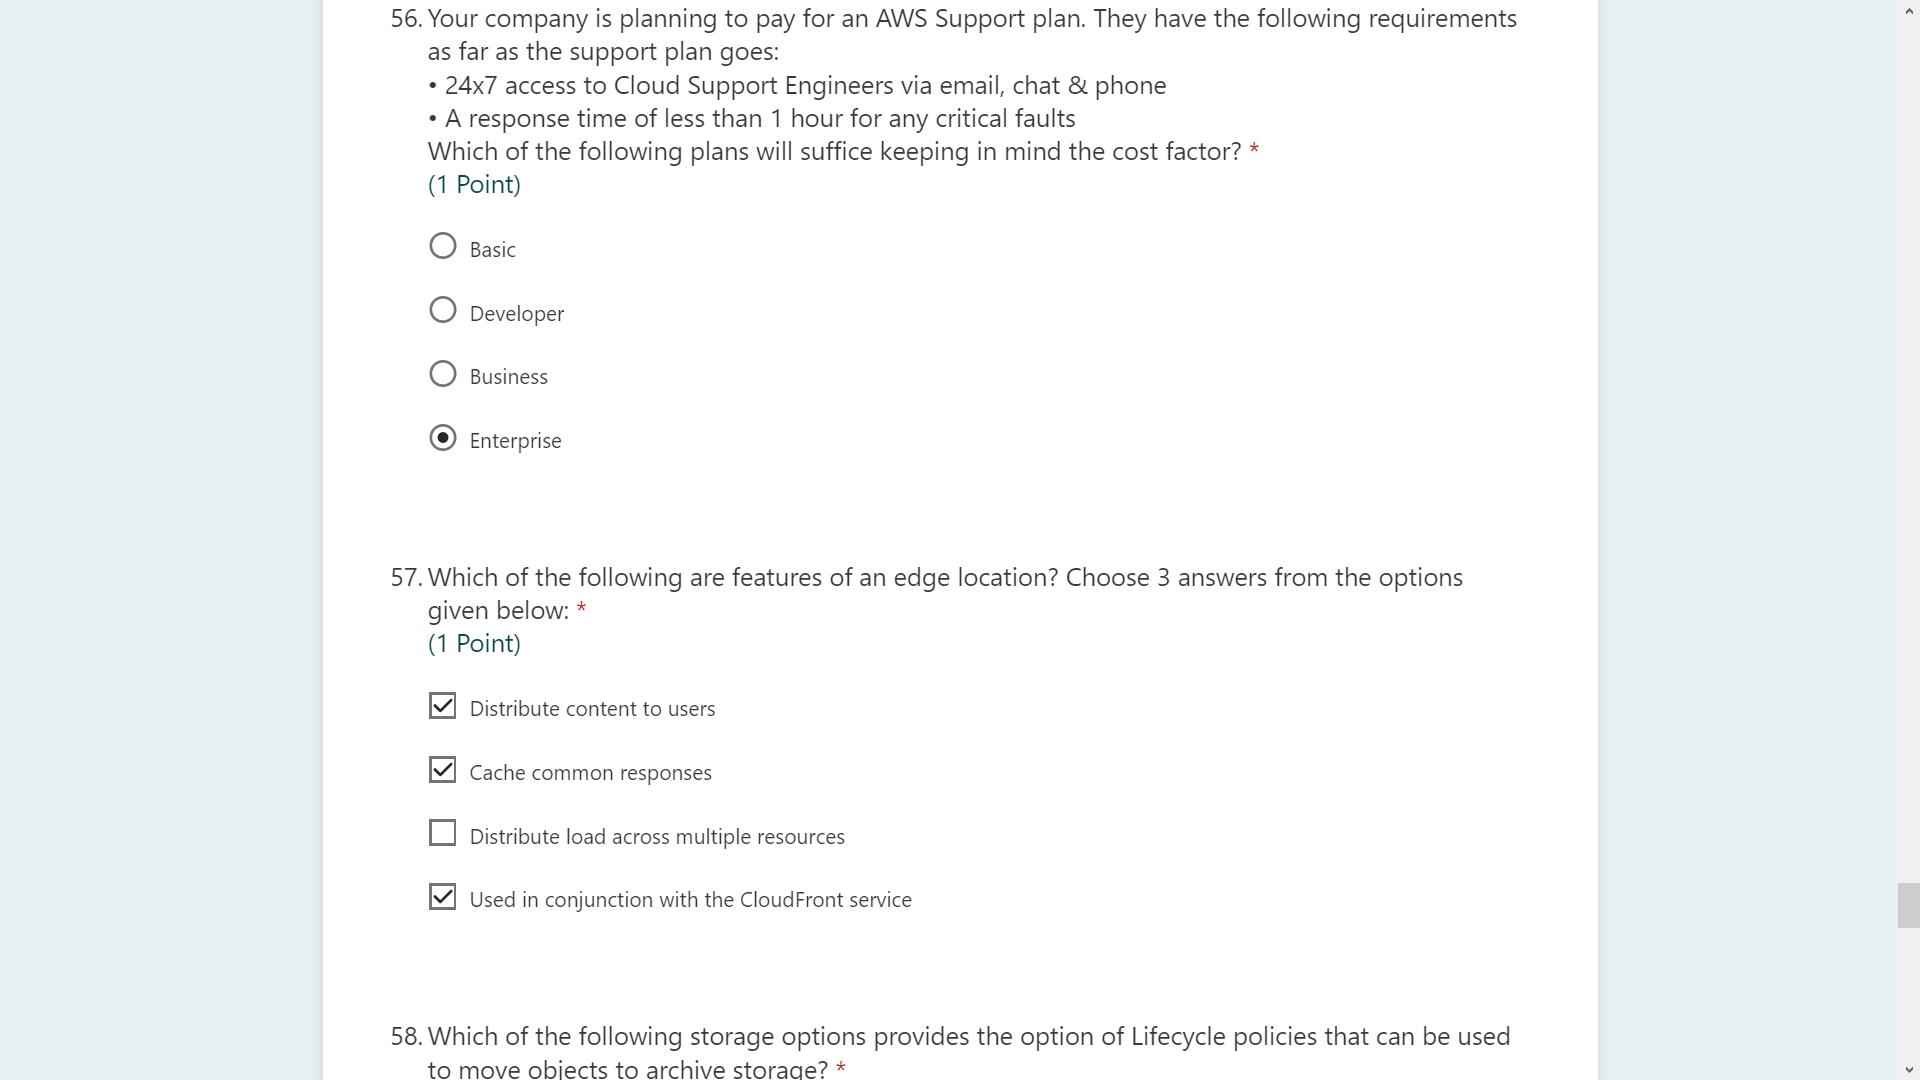 56. Your company is planning to pay for an AWS Support plan. They have the following requirements
as far as the support plan goes:
• 24x7 access to Cloud Support Engineers via email, chat & phone
• A response time of less than 1 hour for any critical faults
Which of the following plans will suffice keeping in mind the cost factor? *
(1 Point)
Basic
Developer
Business
Enterprise
57. Which of the following are features of an edge location? Choose 3 answers from the options
given below: *
(1 Point)
Distribute content to users
Cache common responses
Distribute load across multiple resources
Used in conjunction with the CloudFront service
58. Which of the following storage options provides the option of Lifecycle policies that can be used
to move objects to archive storage? *